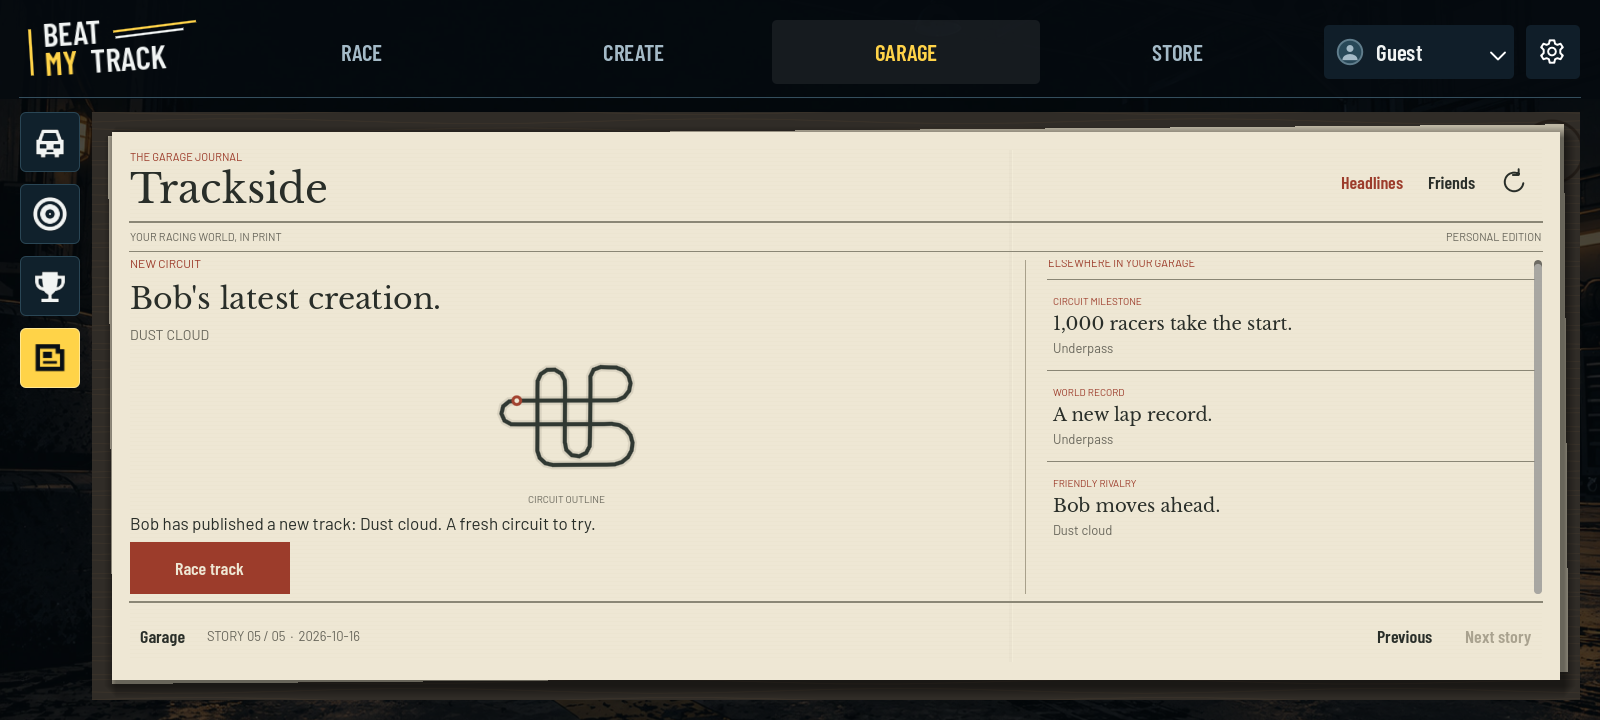 BEAT
MY TRACK
RACE
CREATE
GARAGE
STORE
Guest
THE GARAGE JOURNAL
Trackside
Headlines
Friends
YOUR RACING WORLD, IN PRINT
PERSONAL EDITION
NEW CIRCUIT
Bob's latest creation.
DUST CLOUD
CIRCUIT OUTLINE
Bob has published a new track: Dust cloud. A fresh circuit to try.
Race track
ELSEWHERE IN YOUR GARAGE
CIRCUIT MILESTONE
1,000 racers take the start.
Underpass
WORLD RECORD
A new lap record.
Underpass
FRIENDLY RIVALRY
Bob moves ahead.
Dust cloud
Garage
STORY 05 / 05 · 2026-10-16
Previous
Next story